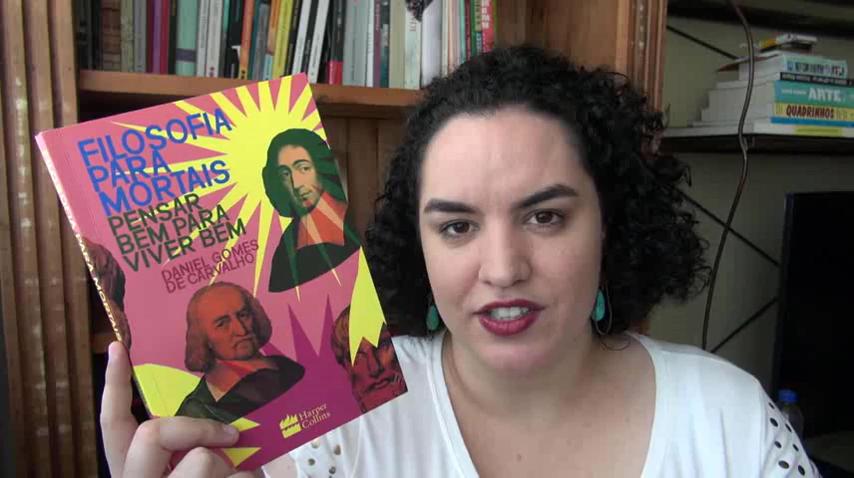 FILOSOFIA
PARA
MORTAIS
PENSAR
BEM PARA
VIVER BEM
DANIEL GOMES
DE CARVALHO
Harper
Collins
ARTE
QUADRINHOS